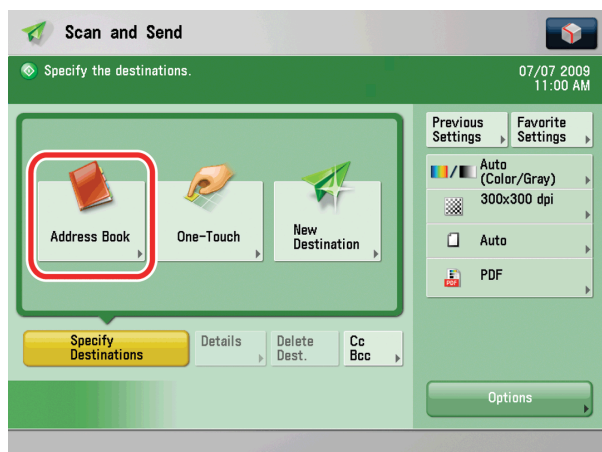 Scan and Send
Specify the destinations.
07/07 2009
11:00 AM
Previous
Settings
Favorite
Settings
Auto
(Color/Gray)
300x300 dpi
Auto
PDF
PDF
Address Book
One-Touch
New
Destination
Specify
Destinations
Details
Delete
Dest.
Cc
Bcc
Options